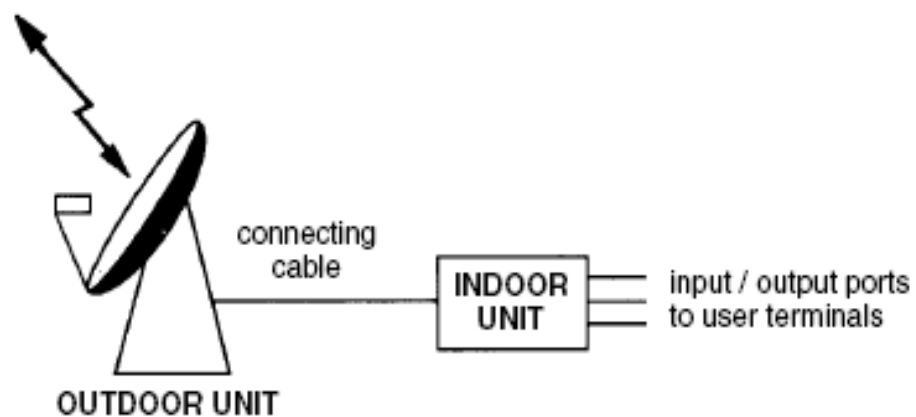 connecting
cable
INDOOR
UNIT
input / output ports
to user terminals
OUTDOOR UNIT